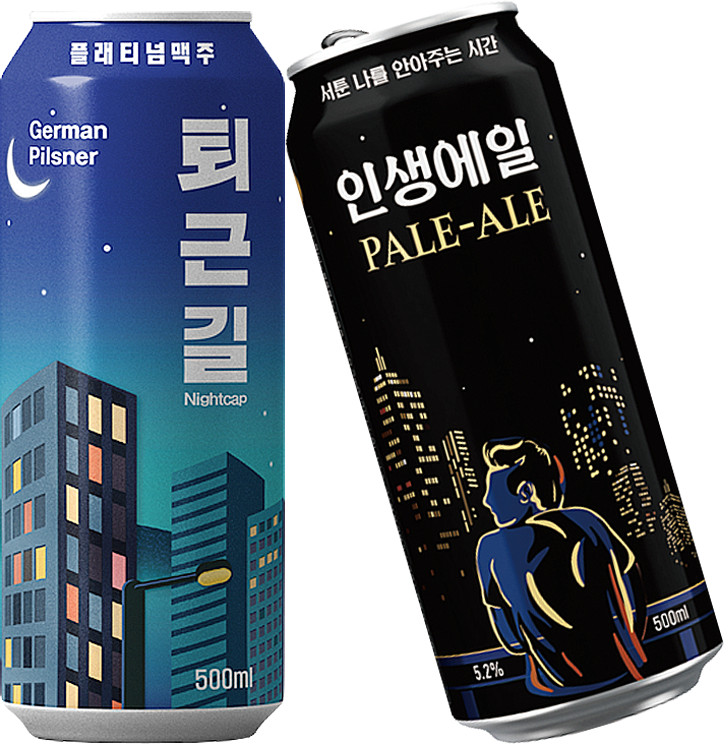 플래티넘맥주
German
Pilsner
퇴근길
Nightcap
500ml
서툰 나를 안아주는 시간
인생에일
PALE-ALE
5.2%
500ml